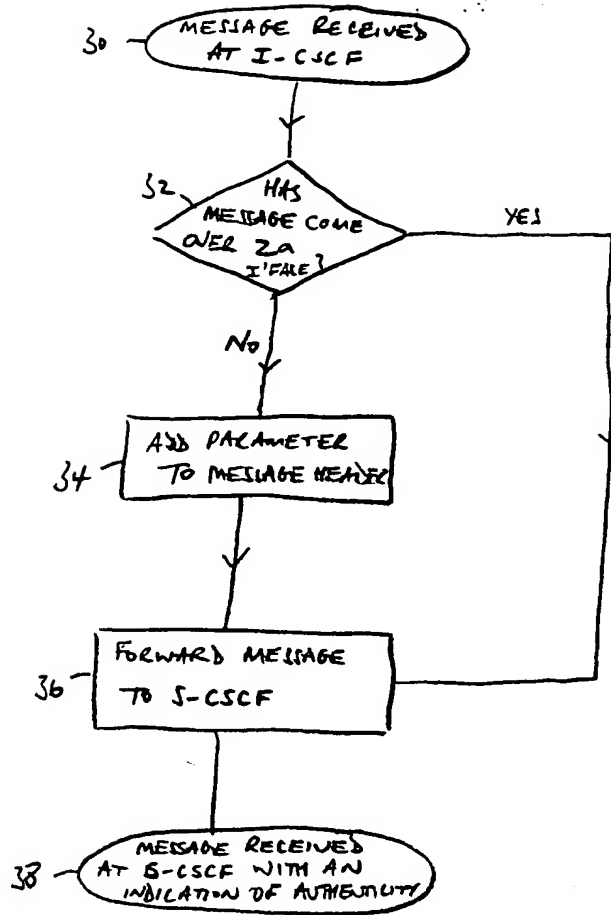 30
MESSAGE RECEIVED
AT I-CSCF
32
HAS
MESSAGE COME
OVER Za
I'FACE?
YES
NO
34
ADD PARAMETER
TO MESSAGE HEADER
36
FORWARD MESSAGE
TO S-CSCF
38
MESSAGE RECEIVED
AT S-CSCF WITH AN
INDICATION OF AUTHENTICITY